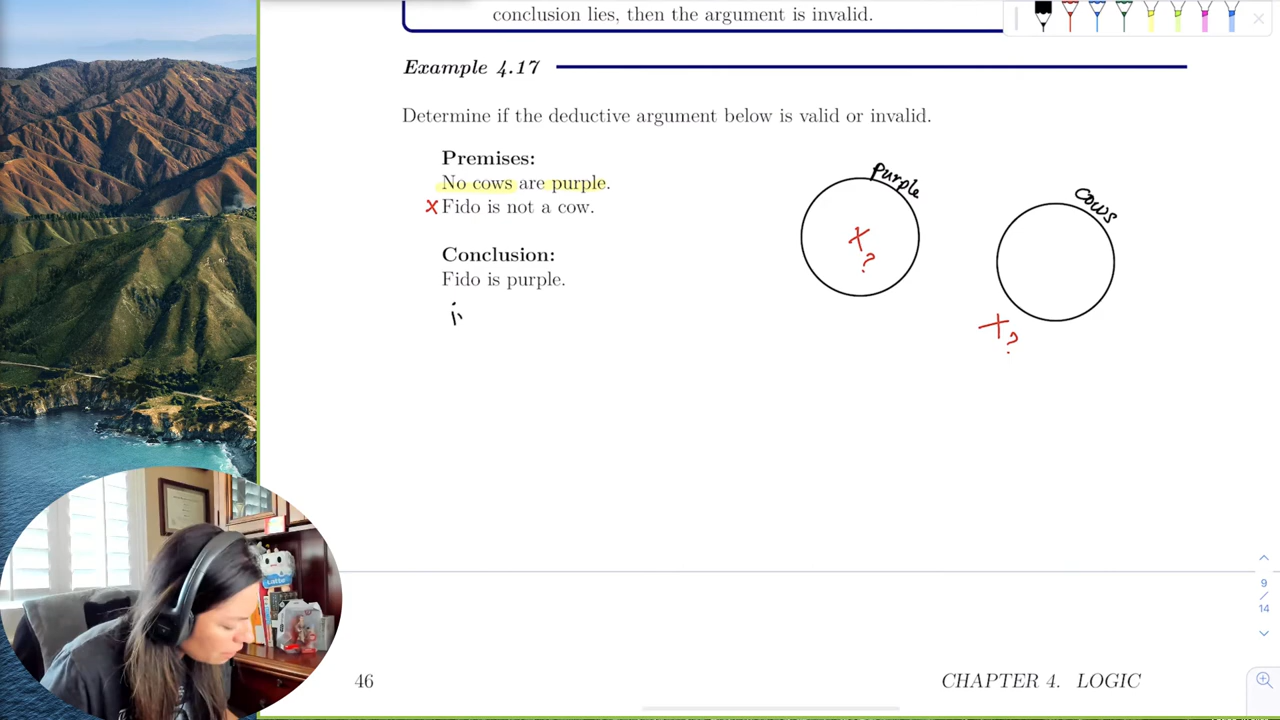 conclusion lies, then the argument is invalid.
Example 4.17
Determine if the deductive argument below is valid or invalid.
Premises:
No cows are purple.
x Fido is not a cow.
Conclusion:
Fido is purple.
purple
x
?
cows
x
?
9
/
14
46
CHAPTER 4. LOGIC